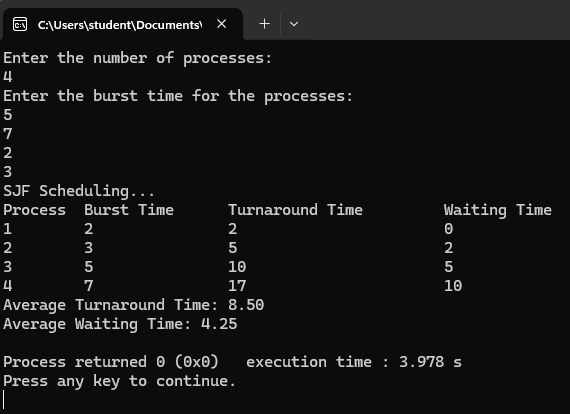 C:\Users\student\Documents\
Enter the number of processes:
4
Enter the burst time for the processes:
5
7
2
3
SJF Scheduling...
Process  Burst Time      Turnaround Time         Waiting Time
1        2               2                       0
2        3               5                       2
3        5               10                      5
4        7               17                      10
Average Turnaround Time: 8.50
Average Waiting Time: 4.25
Process returned 0 (0x0)   execution time : 3.978 s
Press any key to continue.